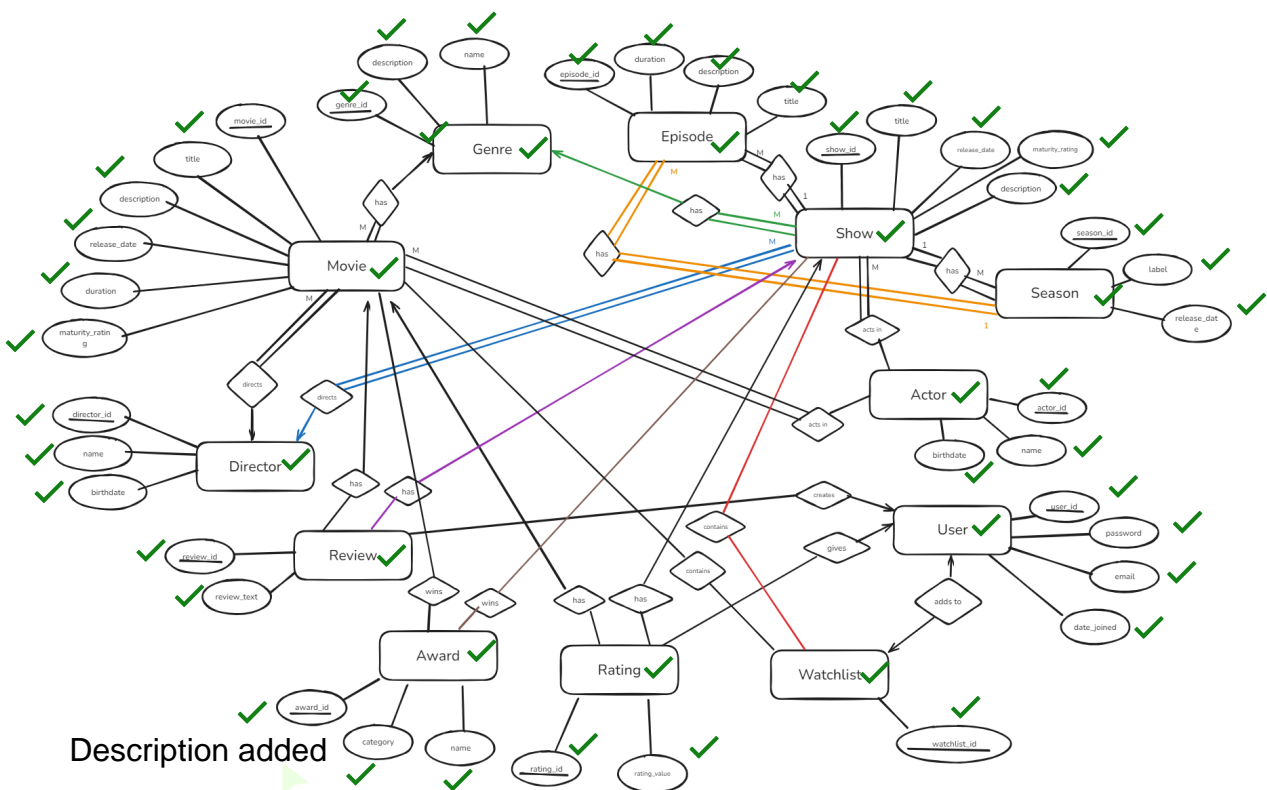 name
description
duration
description
episode_id
genre_id
title
movie_id
title
Episode
show_id
release_date
maturity_rating
Genre
M
has
title
has
1
description
description
has
M
Show
season_id
release_date
M
M
M
1
has
M
M
label
Movie
has
M
Season
duration
M
release_dat
e
maturity_ratin
g
acts in
1
directs
directs
Actor
actor_id
director_id
acts in
name
Director
birthdate
name
birthdate
has
has
creates
user_id
contains
User
password
Review
review_id
gives
contains
email
review_text
wins
wins
has
has
adds to
date_joined
Award
Rating
Watchlist
award_id
category
name
watchlist_id
Description added
rating_id
rating_value